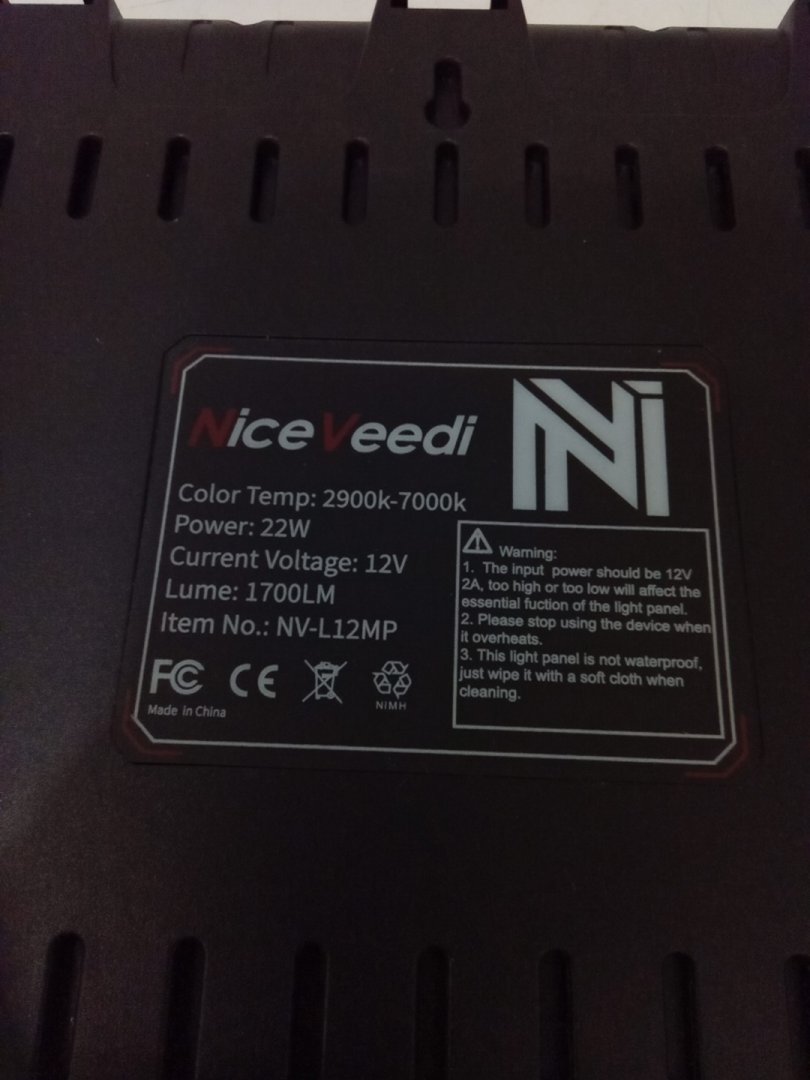 NiceVeedi
Color Temp: 2900k-7000k
Power: 22W
Current Voltage: 12V
Lume: 1700LM
Item No.: NV-L12MP
FC CE
NIMH
Made in China
Warning:
1. The input power should be 12V
2A, too high or too low will affect the
essential fuction of the light panel.
2. Please stop using the device when
it overheats.
3. This light panel is not waterproof,
just wipe it with a soft cloth when
cleaning.